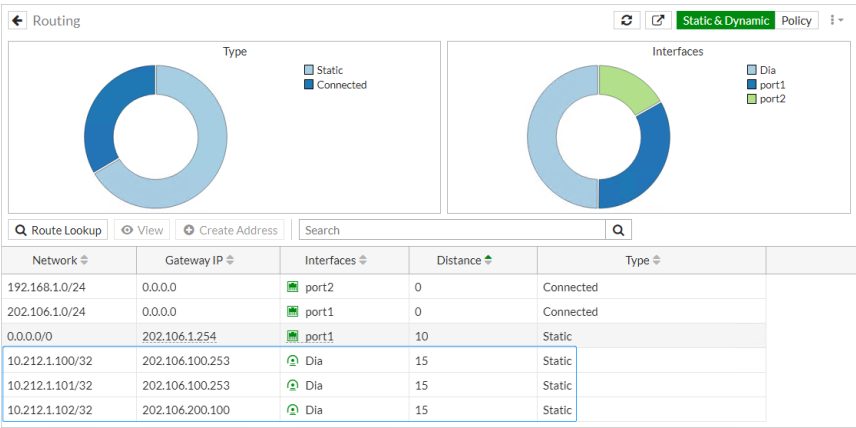 Routing
Static & Dynamic Policy
Type
Static
Connected
Interfaces
Dia
port1
port2
Route Lookup View Create Address Search
Network Gateway IP Interfaces Distance Type
192.168.1.0/24 0.0.0.0 port2 0 Connected
202.106.1.0/24 0.0.0.0 port1 0 Connected
0.0.0.0/0 202.106.1.254 port1 10 Static
10.212.1.100/32 202.106.100.253 Dia 15 Static
10.212.1.101/32 202.106.100.253 Dia 15 Static
10.212.1.102/32 202.106.200.100 Dia 15 Static